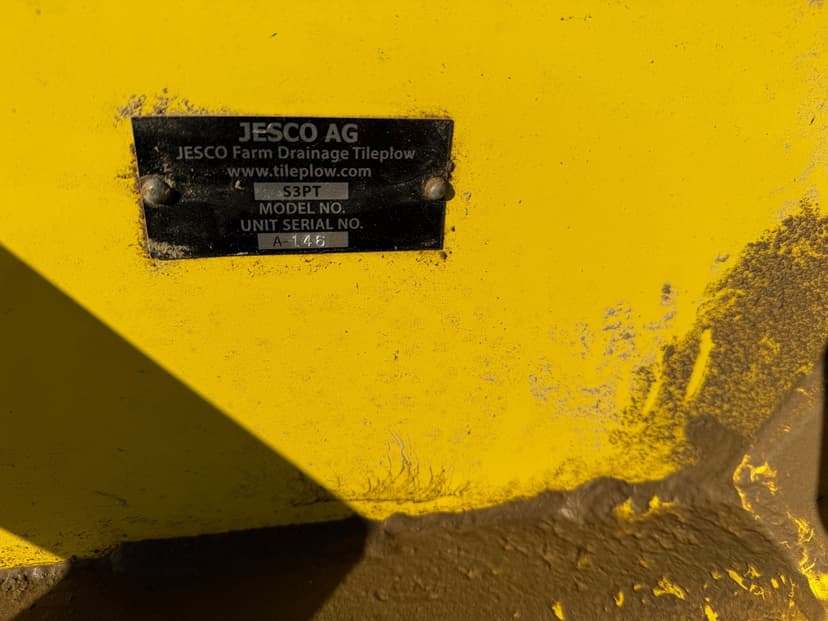 JESCO AG
JESCO Farm Drainage Tileplow
www.tileplow.com
S3PT
MODEL NO.
UNIT SERIAL NO.
A-146